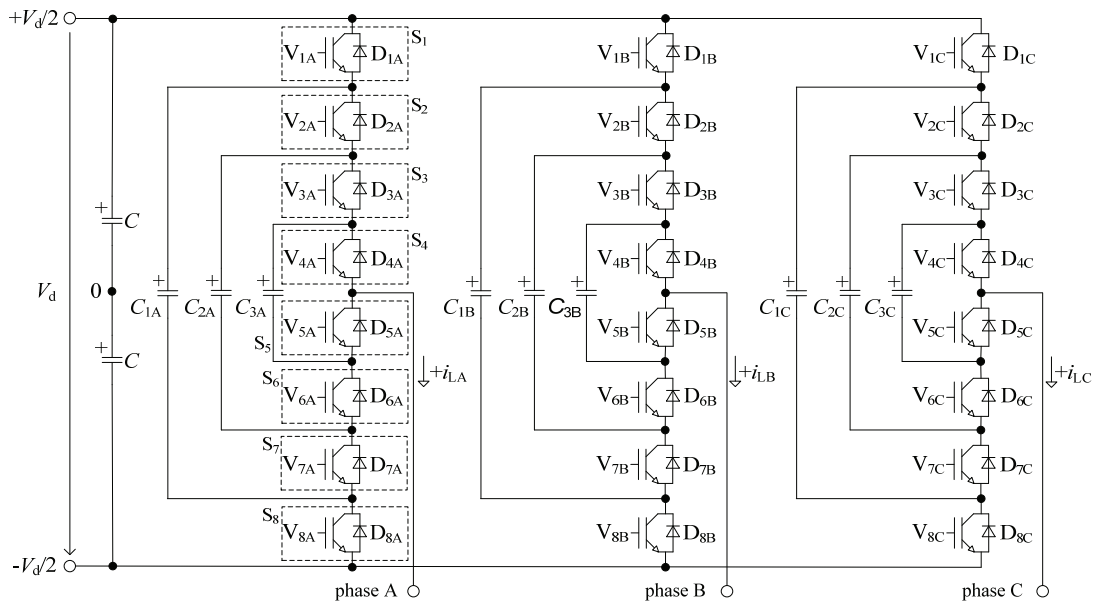 +Vd/2
S1
V1A D1A V1B D1B V1C D1C
S2
V2A D2A V2B D2B V2C D2C
S3
V3A D3A V3B D3B V3C D3C
+ C
S4
V4A D4A V4B D4B V4C D4C
Vd 0 + C1A + C2A + C3A + C1B + C2B + C3B + C1C + C2C + C3C
V5A D5A V5B D5B V5C D5C
+ C
S5
+iLA +iLB +iLC
S6
V6A D6A V6B D6B V6C D6C
S7
V7A D7A V7B D7B V7C D7C
S8
V8A D8A V8B D8B V8C D8C
-Vd/2
phase A phase B phase C